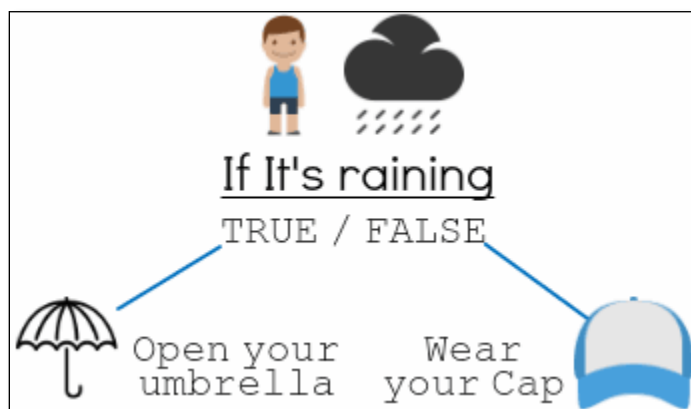 If It's raining
TRUE / FALSE
Open your
umbrella
Wear
your Cap